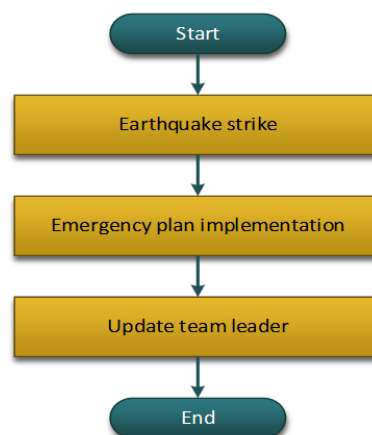 Start
Earthquake strike
Emergency plan implementation
Update team leader
End